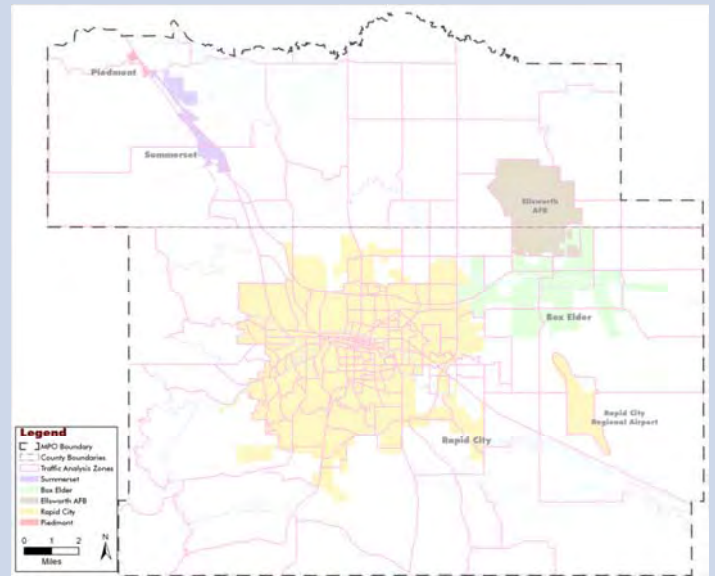 Piedmont
Summerset
Ellsworth
AFB
Box Elder
Rapid City
Regional Airport
Rapid City
Legend
MPO Boundary
County Boundaries
Traffic Analysis Zones
Summerset
Box Elder
Ellsworth AFB
Rapid City
Piedmont
0 1 2
Miles
N